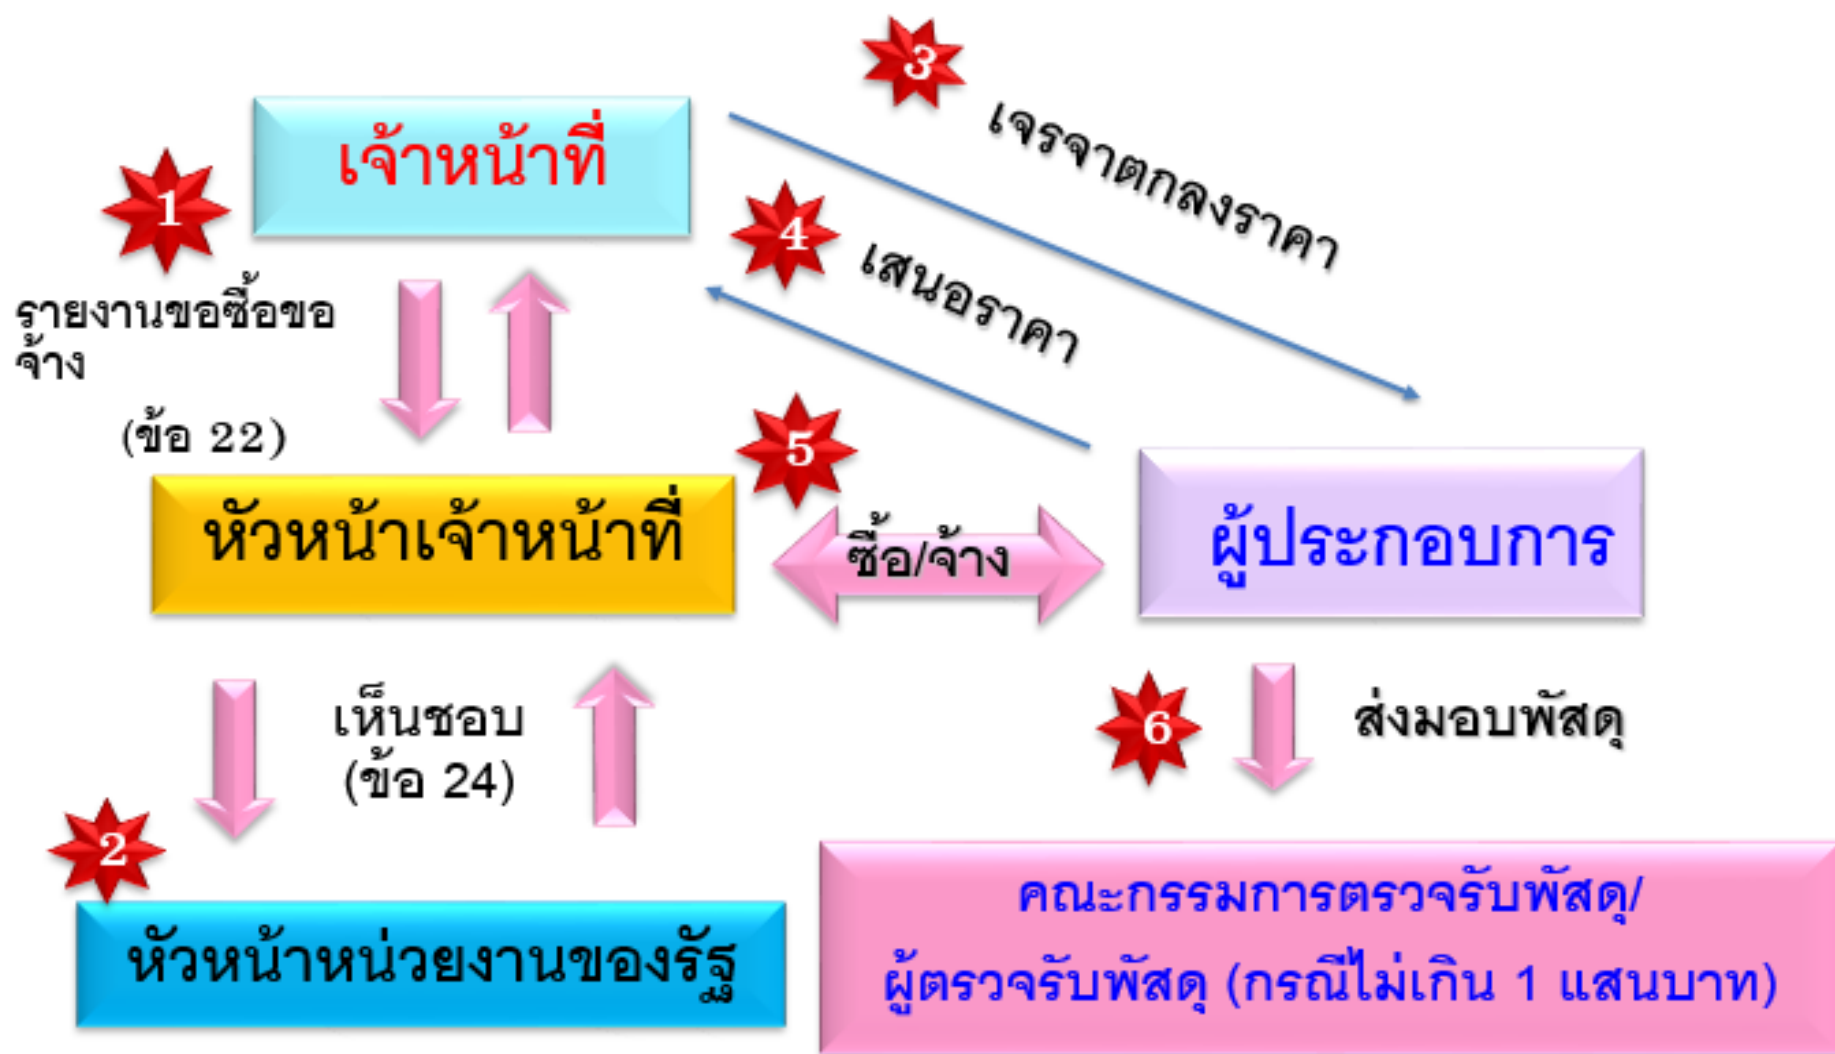 3
เจรจาตกลงราคา
เจ้าหน้าที่
1
4
เสนอราคา
รายงานขอซื้อขอ
จ้าง
(ข้อ 22)
5
หัวหน้าเจ้าหน้าที่
ซื้อ/จ้าง
ผู้ประกอบการ
เห็นชอบ
(ข้อ 24)
6
ส่งมอบพัสดุ
2
หัวหน้าหน่วยงานของรัฐ
คณะกรรมการตรวจรับพัสดุ/
ผู้ตรวจรับพัสดุ (กรณีไม่เกิน 1 แสนบาท)